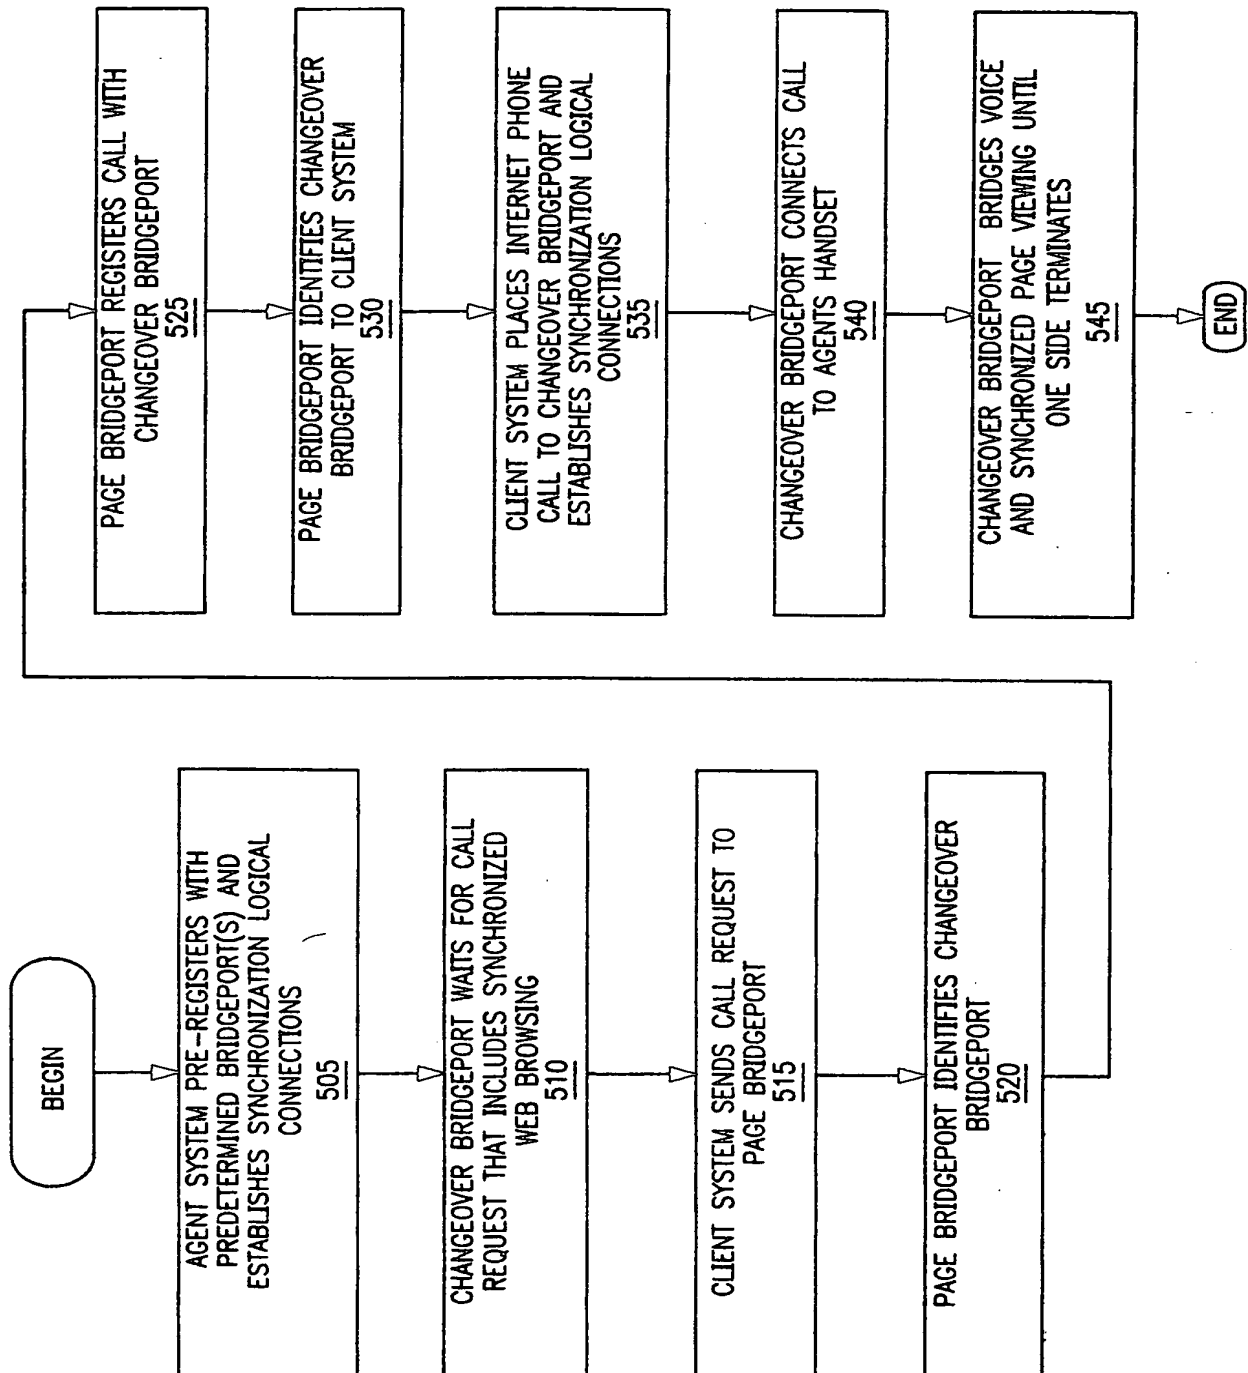 BEGIN
AGENT SYSTEM PRE-REGISTERS WITH
PREDETERMINED BRIDGEPORT(S) AND
ESTABLISHES SYNCHRONIZATION LOGICAL
CONNECTIONS
505
CHANGEOVER BRIDGEPORT WAITS FOR CALL
REQUEST THAT INCLUDES SYNCHRONIZED
WEB BROWSING
510
CLIENT SYSTEM SENDS CALL REQUEST TO
PAGE BRIDGEPORT
515
PAGE BRIDGEPORT IDENTIFIES CHANGEOVER
BRIDGEPORT
520
PAGE BRIDGEPORT REGISTERS CALL WITH
CHANGEOVER BRIDGEPORT
525
PAGE BRIDGEPORT IDENTIFIES CHANGEOVER
BRIDGEPORT TO CLIENT SYSTEM
530
CLIENT SYSTEM PLACES INTERNET PHONE
CALL TO CHANGEOVER BRIDGEPORT AND
ESTABLISHES SYNCHRONIZATION LOGICAL
CONNECTIONS
535
CHANGEOVER BRIDGEPORT CONNECTS CALL
TO AGENTS HANDSET
540
CHANGEOVER BRIDGEPORT BRIDGES VOICE
AND SYNCHRONIZED PAGE VIEWING UNTIL
ONE SIDE TERMINATES
545
END